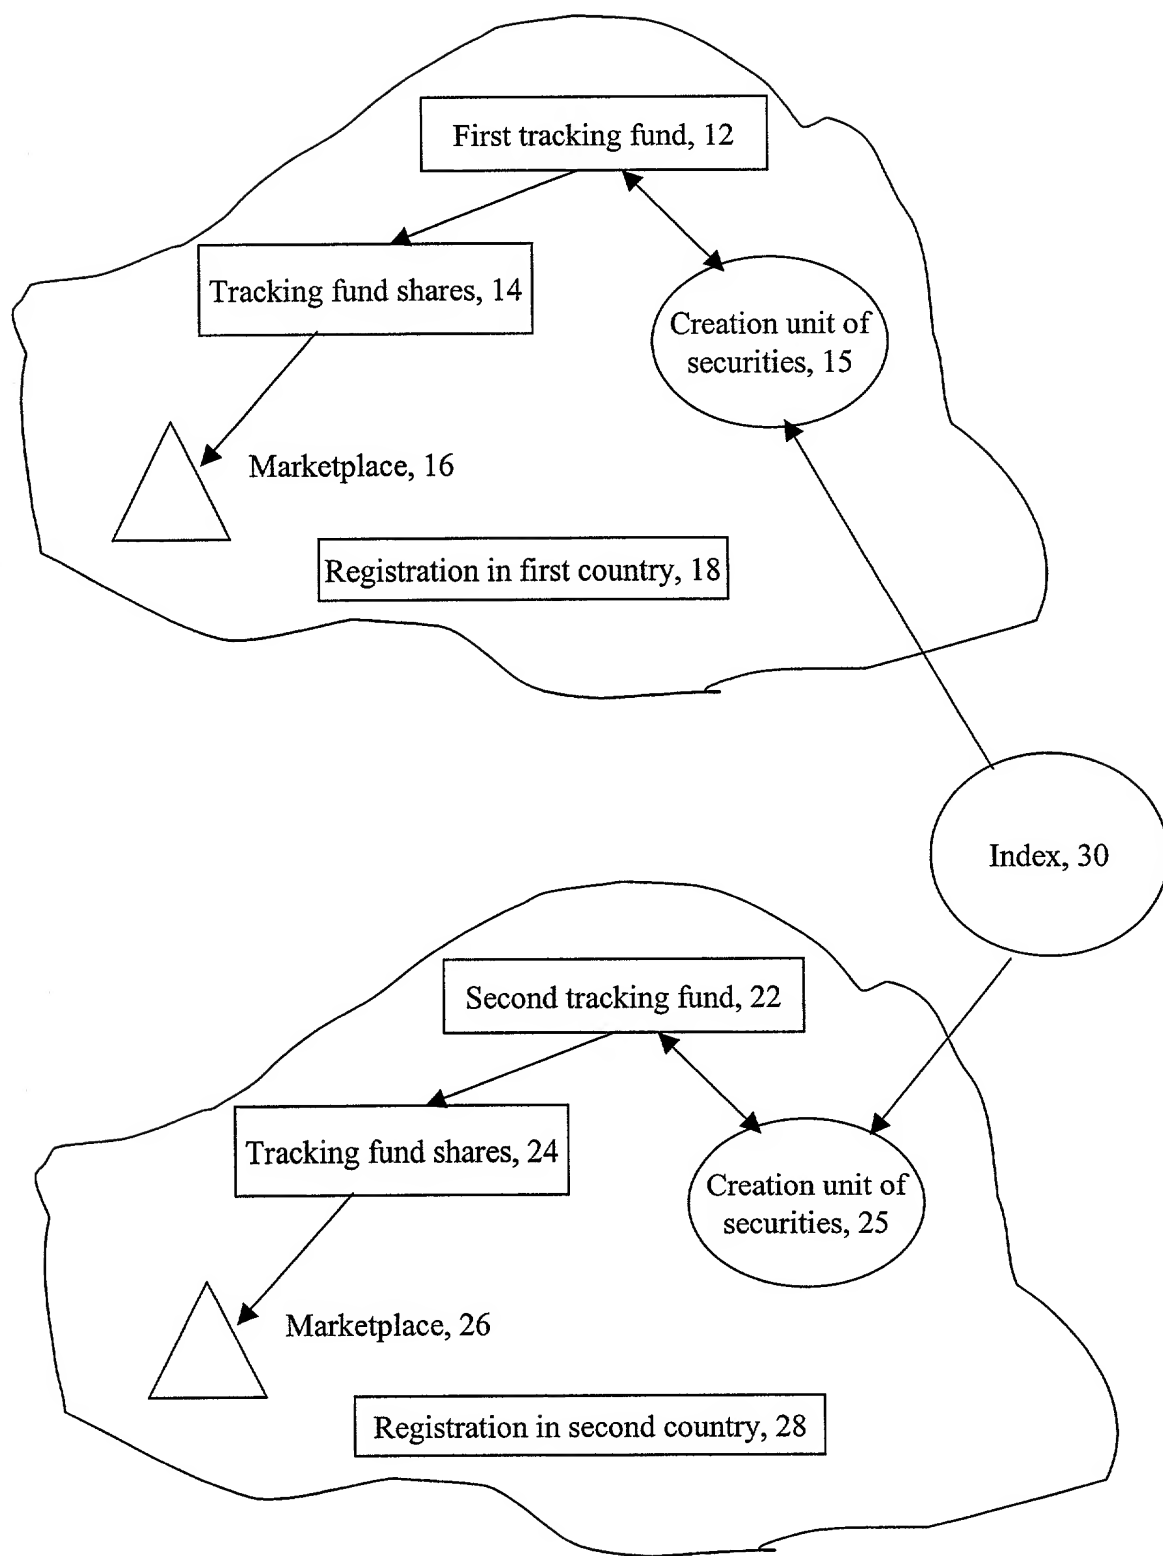 First tracking fund, 12
Tracking fund shares, 14
Creation unit of
securities, 15
Marketplace, 16
Registration in first country, 18
Index, 30
Second tracking fund, 22
Tracking fund shares, 24
Creation unit of
securities, 25
Marketplace, 26
Registration in second country, 28